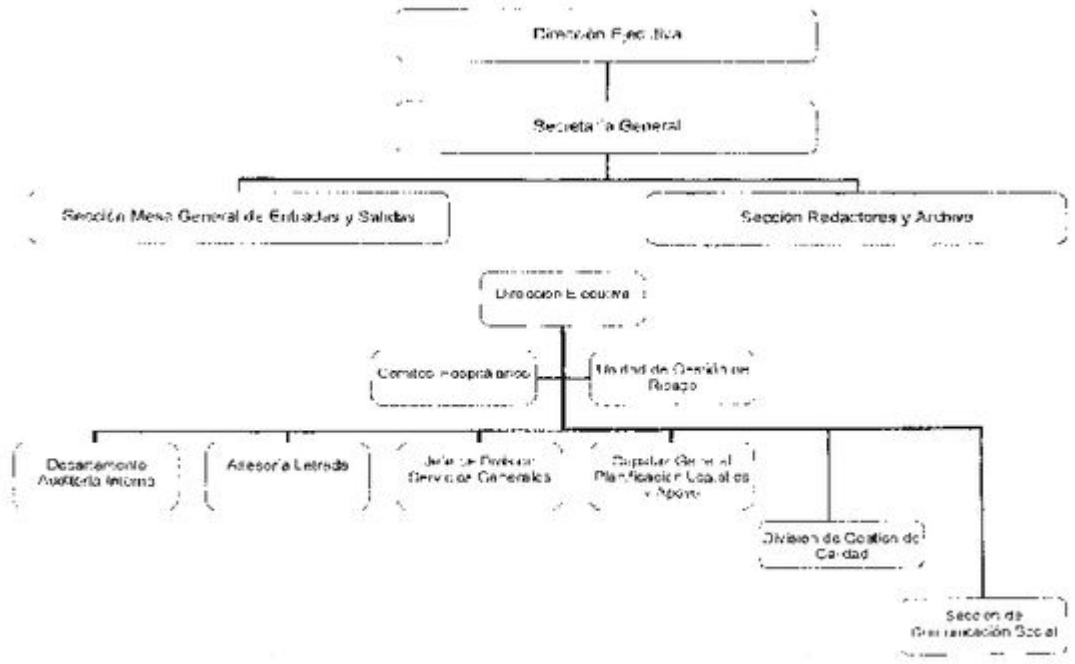 Dirección Ejecutiva
Secretaría General
Sección Mesa General de Entradas y Salidas
Sección Redactores y Archivo
Dirección Ejecutiva
Comités Hospitalarios
Unidad de Gestión de
Riesgo
Departamento
Auditoría Interna
Asesoría Letrada
División
Servicios Generales
General
Planificación
y Apoyo
División de Gestión de
Calidad
Sección de
Comunicación Social